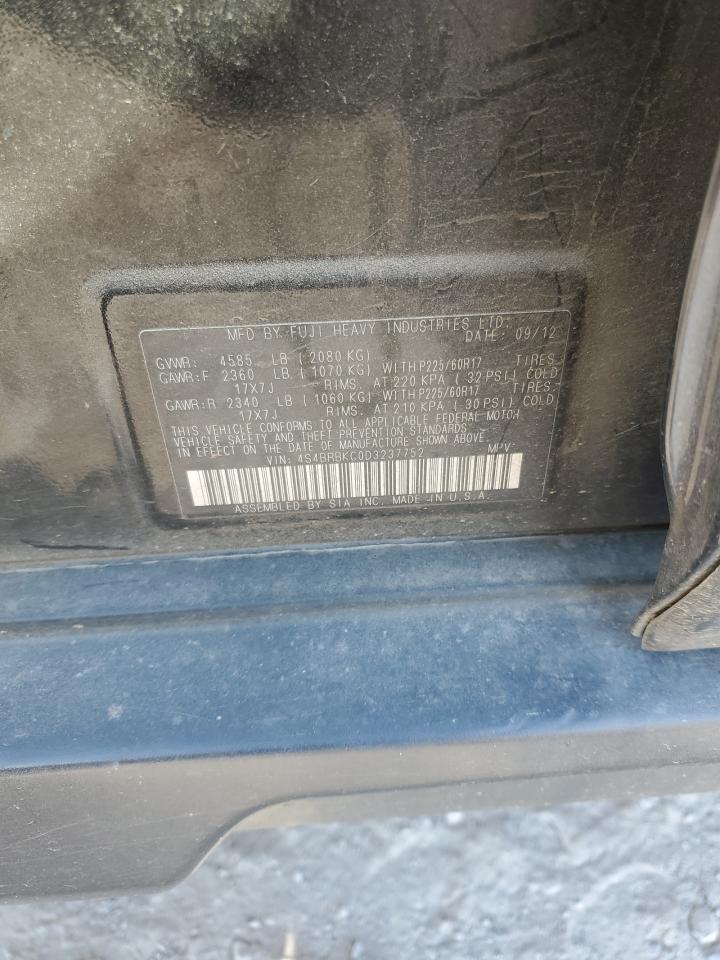 MFD BY FUJI HEAVY INDUSTRIES LTD.
DATE: 09/12
GVWR: 4585 LB ( 2080 KG)
GAWR:F 2360 LB. ( 1070 KG) WITH P225/60R17 TIRES
17X7J RIMS. AT 220 KPA ( 32 PSI) COLD
GAWR:R 2340 LB ( 1060 KG) WITH P225/60R17 TIRES
17X7J RIMS. AT 210 KPA ( 30 PSI) COLD
THIS VEHICLE CONFORMS TO ALL APPLICABLE FEDERAL MOTOR
VEHICLE SAFETY AND THEFT PREVENTION STANDARDS
IN EFFECT ON THE DATE OF MANUFACTURE SHOWN ABOVE.
VIN: 4S4BRBKC0D3237752 MPV
ASSEMBLED BY SIA INC. MADE IN U.S.A.